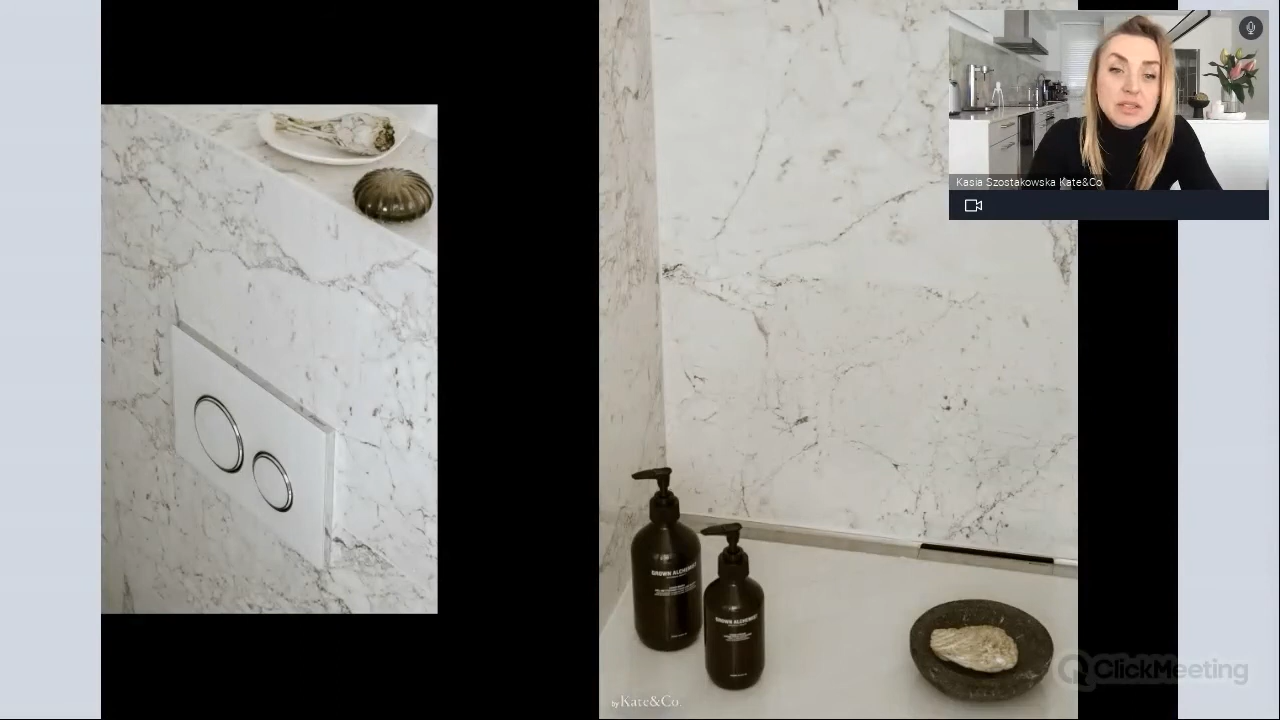 Kasia Szostakowska Kate&Co
GROWN ALCHEMIST
GROWN ALCHEMIST
by Kate&Co.
ClickMeeting